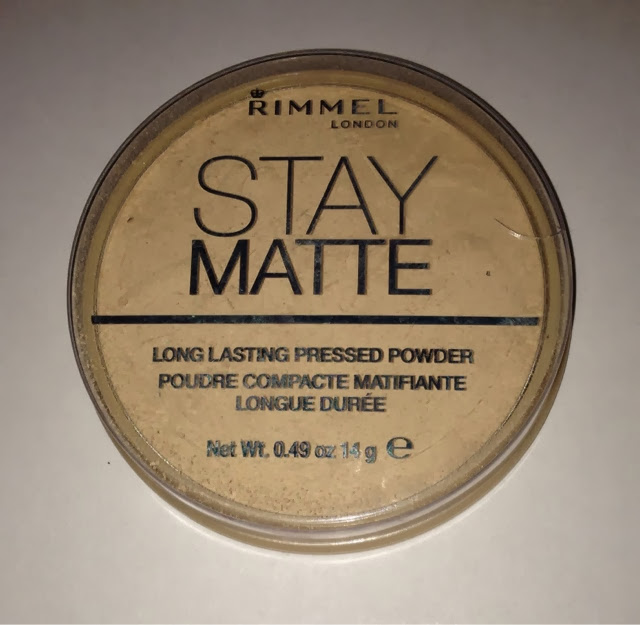 RIMMEL
LONDON
STAY
MATTE
LONG LASTING PRESSED POWDER
POUDRE COMPACTE MATIFIANTE
LONGUE DURÉE
Net Wt. 0.49 oz 14 g ℮